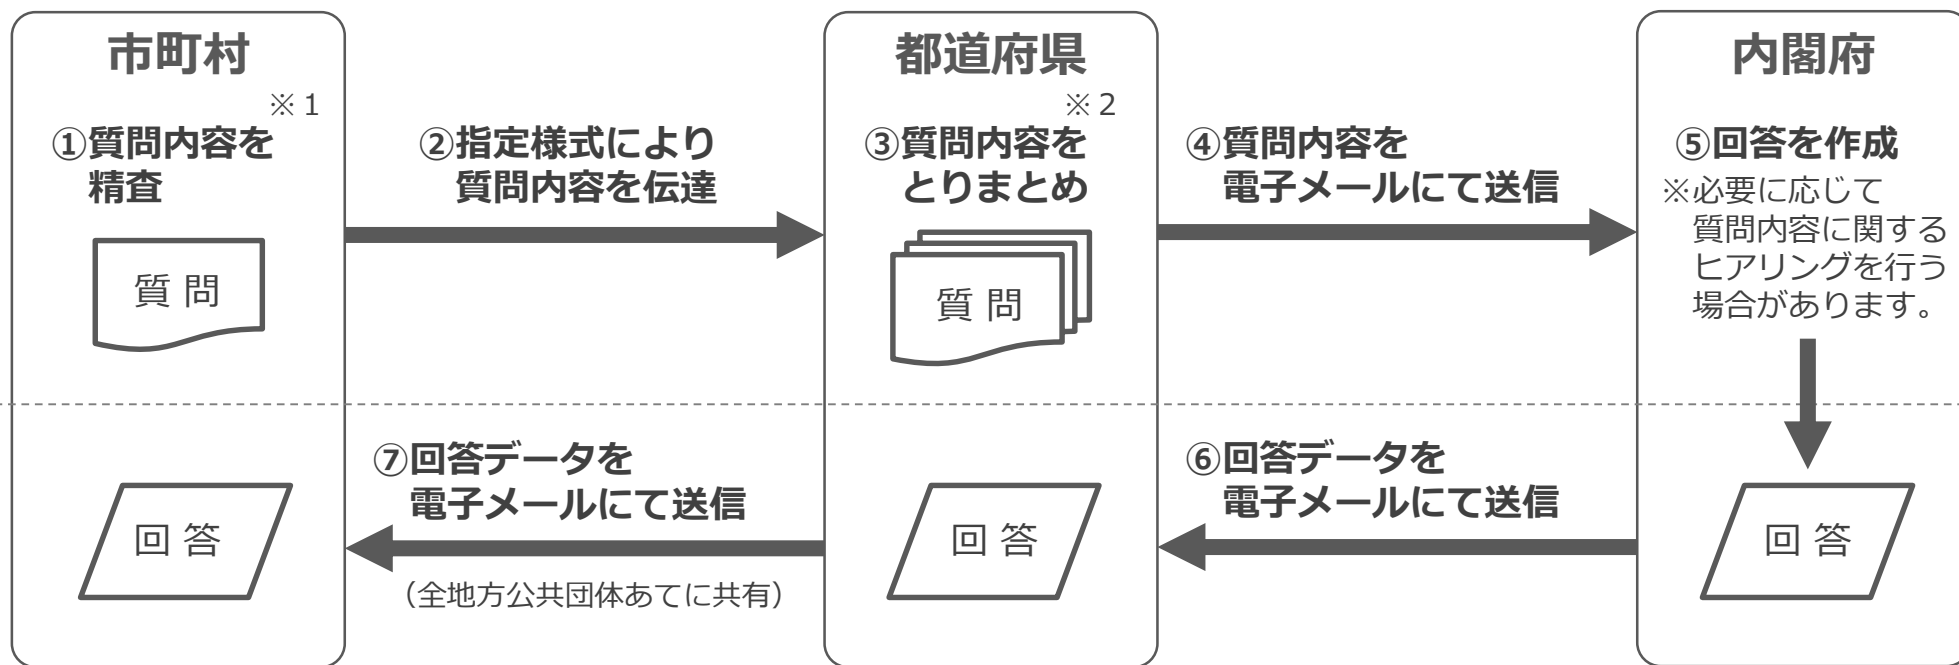 市町村
※1
①質問内容を
精査
質 問
②指定様式により
質問内容を伝達
都道府県
※2
③質問内容を
とりまとめ
質 問
④質問内容を
電子メールにて送信
内閣府
⑤回答を作成
※必要に応じて
質問内容に関する
ヒアリングを行う
場合があります。
回 答
⑥回答データを
電子メールにて送信
回 答
⑦回答データを
電子メールにて送信
（全地方公共団体あてに共有）
回 答